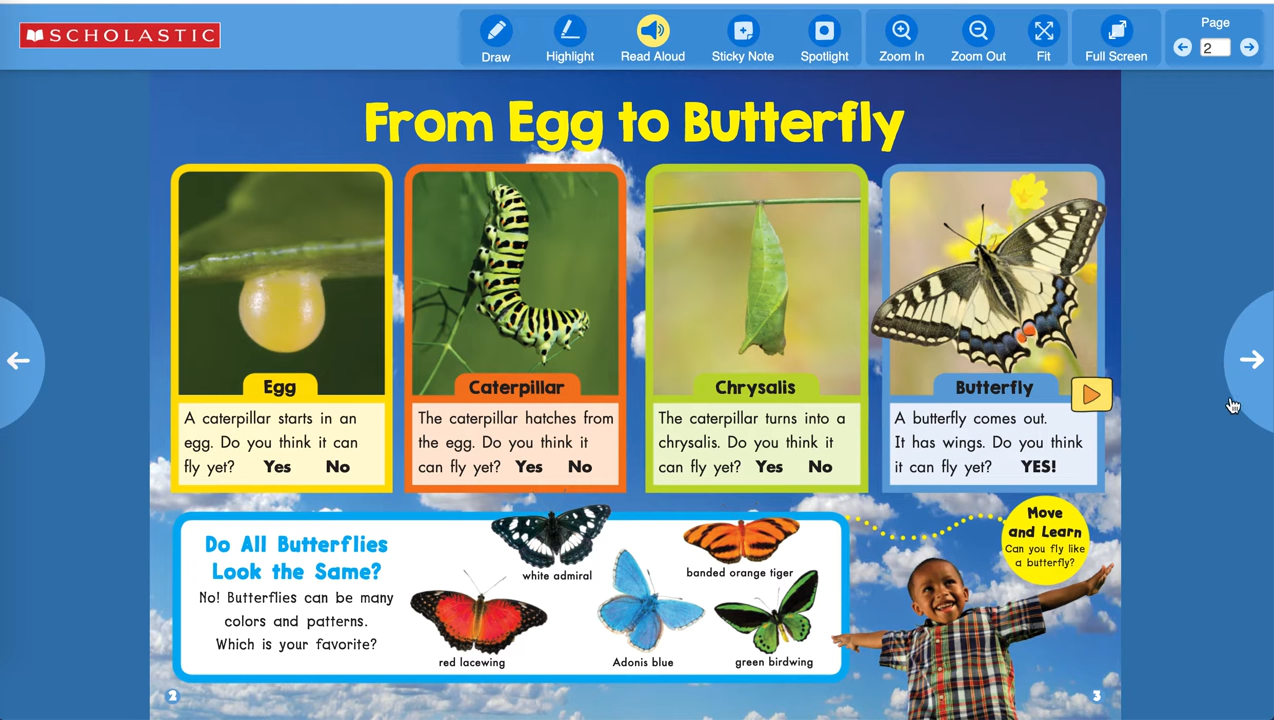 SCHOLASTIC
Draw
Highlight
Read Aloud
Sticky Note
Spotlight
Zoom In
Zoom Out
Fit
Full Screen
Page
2
From Egg to Butterfly
Egg
A caterpillar starts in an
egg. Do you think it can
fly yet? Yes No
Caterpillar
The caterpillar hatches from
the egg. Do you think it
can fly yet? Yes No
Chrysalis
The caterpillar turns into a
chrysalis. Do you think it
can fly yet? Yes No
Butterfly
A butterfly comes out.
It has wings. Do you think
it can fly yet? YES!
Do All Butterflies
Look the Same?
No! Butterflies can be many
colors and patterns.
Which is your favorite?
white admiral
banded orange tiger
red lacewing
Adonis blue
green birdwing
Move
and Learn
Can you fly like
a butterfly?
2
3